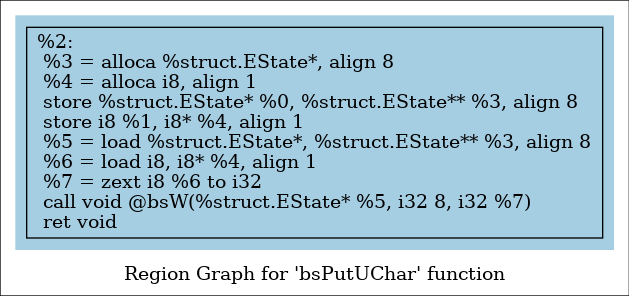 %2:
%3 = alloca %struct.EState*, align 8
%4 = alloca i8, align 1
store %struct.EState* %0, %struct.EState** %3, align 8
store i8 %1, i8* %4, align 1
%5 = load %struct.EState*, %struct.EState** %3, align 8
%6 = load i8, i8* %4, align 1
%7 = zext i8 %6 to i32
call void @bsW(%struct.EState* %5, i32 8, i32 %7)
ret void
Region Graph for 'bsPutUChar' function